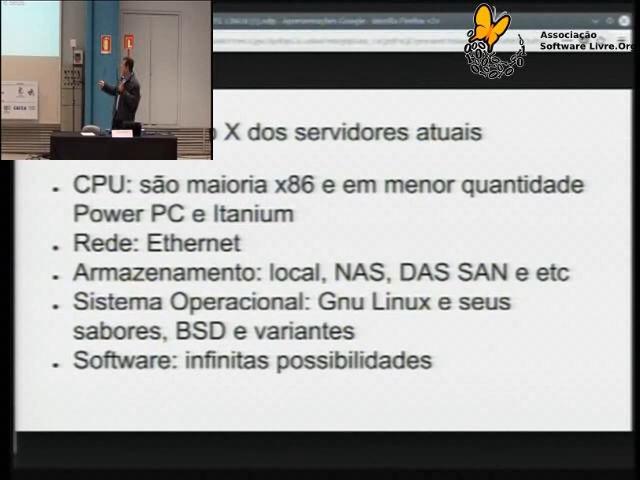 Associação
Software Livre.Org
o X dos servidores atuais
• CPU: são maioria x86 e em menor quantidade
Power PC e Itanium
• Rede: Ethernet
• Armazenamento: local, NAS, DAS SAN e etc
• Sistema Operacional: Gnu Linux e seus
sabores, BSD e variantes
• Software: infinitas possibilidades